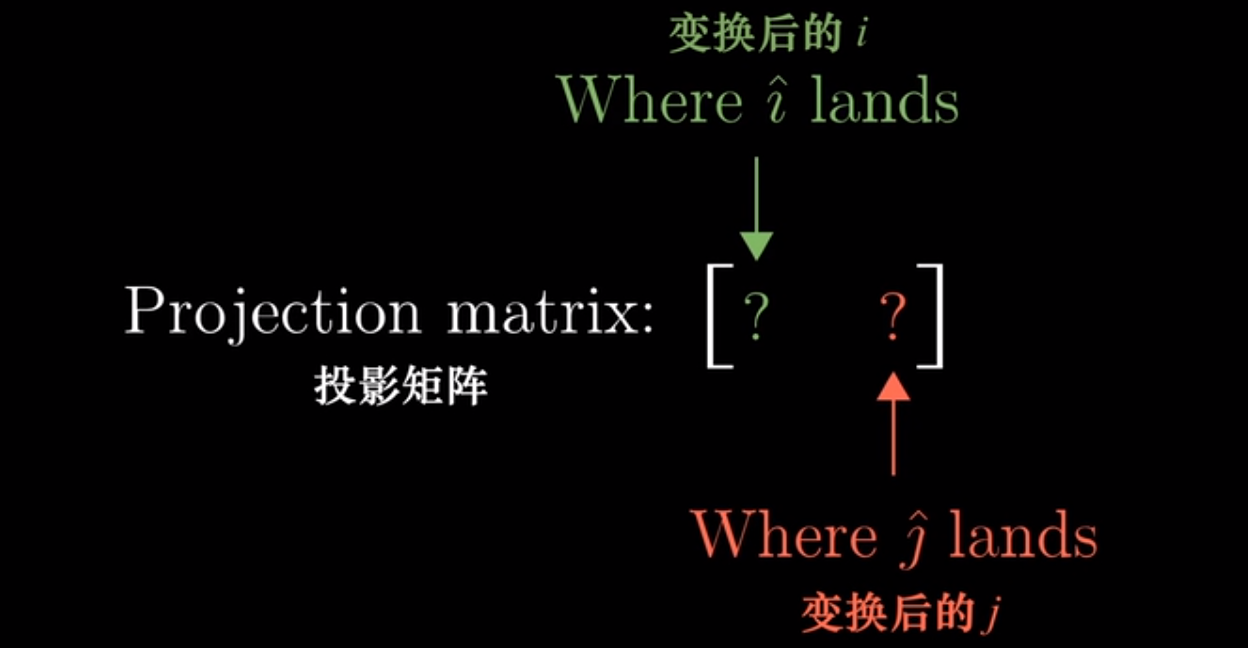 变换后的 i
Where î lands
Projection matrix: [? ?]
投影矩阵
Where ĵ lands
变换后的 j